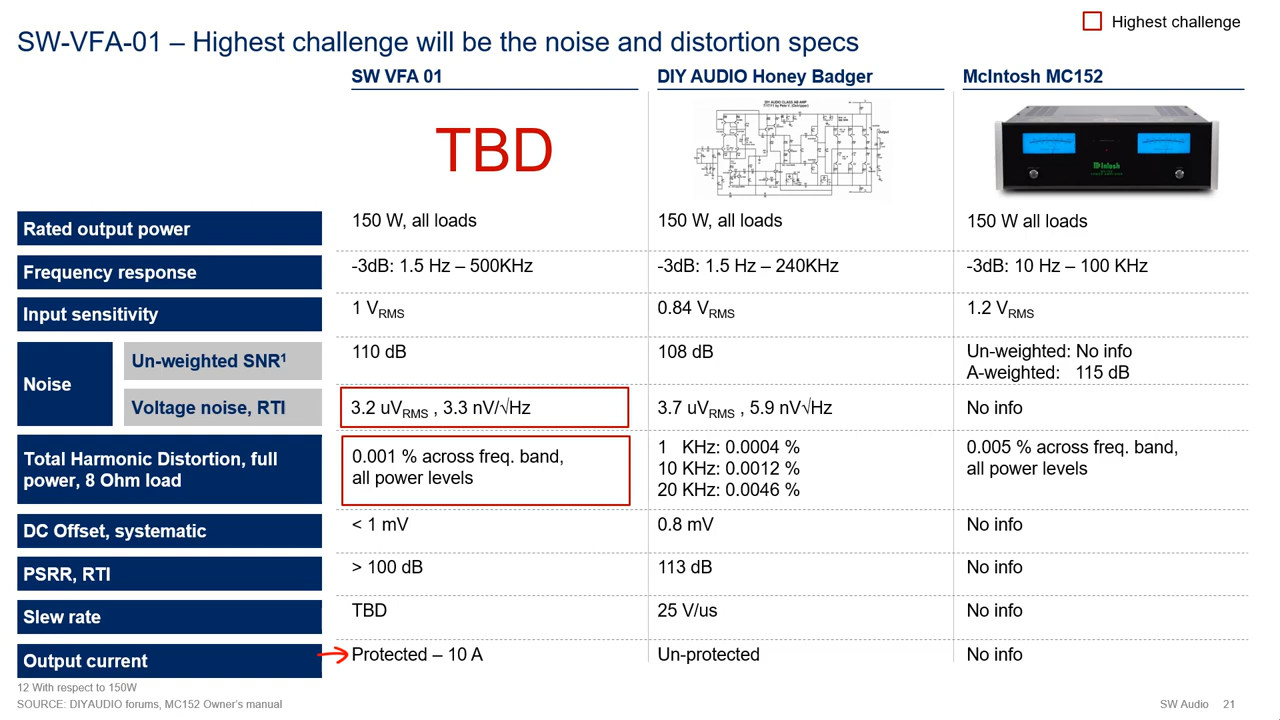 Highest challenge
SW-VFA-01 – Highest challenge will be the noise and distortion specs
SW VFA 01
DIY AUDIO Honey Badger
McIntosh MC152
TBD
DIY AUDIO CLASS AB AMP
McIntosh
Rated output power
150 W, all loads
150 W, all loads
150 W all loads
Frequency response
-3dB: 1.5 Hz – 500KHz
-3dB: 1.5 Hz – 240KHz
-3dB: 10 Hz – 100 KHz
Input sensitivity
1 VRMS
0.84 VRMS
1.2 VRMS
Noise
Un-weighted SNR¹
110 dB
108 dB
Un-weighted: No info
A-weighted: 115 dB
Voltage noise, RTI
3.2 uVRMS , 3.3 nV/√Hz
3.7 uVRMS , 5.9 nV√Hz
No info
Total Harmonic Distortion, full
power, 8 Ohm load
0.001 % across freq. band,
all power levels
1 KHz: 0.0004 %
10 KHz: 0.0012 %
20 KHz: 0.0046 %
0.005 % across freq. band,
all power levels
DC Offset, systematic
< 1 mV
0.8 mV
No info
PSRR, RTI
> 100 dB
113 dB
No info
Slew rate
TBD
25 V/us
No info
Output current
Protected – 10 A
Un-protected
No info
12 With respect to 150W
SOURCE: DIYAUDIO forums, MC152 Owner's manual
SW Audio 21